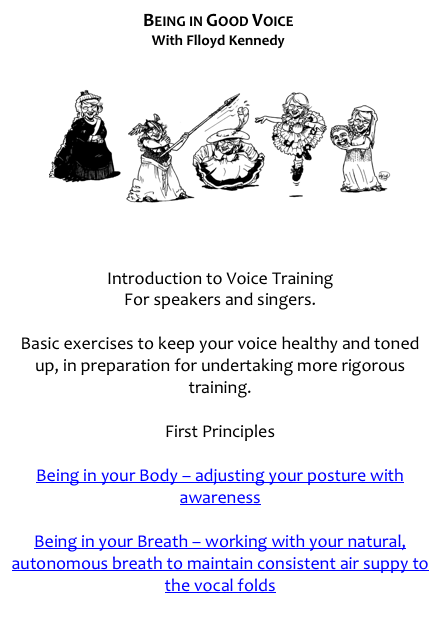 BEING IN GOOD VOICE
With Flloyd Kennedy
Introduction to Voice Training
For speakers and singers.
Basic exercises to keep your voice healthy and toned
up, in preparation for undertaking more rigorous
training.
First Principles
Being in your Body – adjusting your posture with
awareness
Being in your Breath – working with your natural,
autonomous breath to maintain consistent air suppy to
the vocal folds